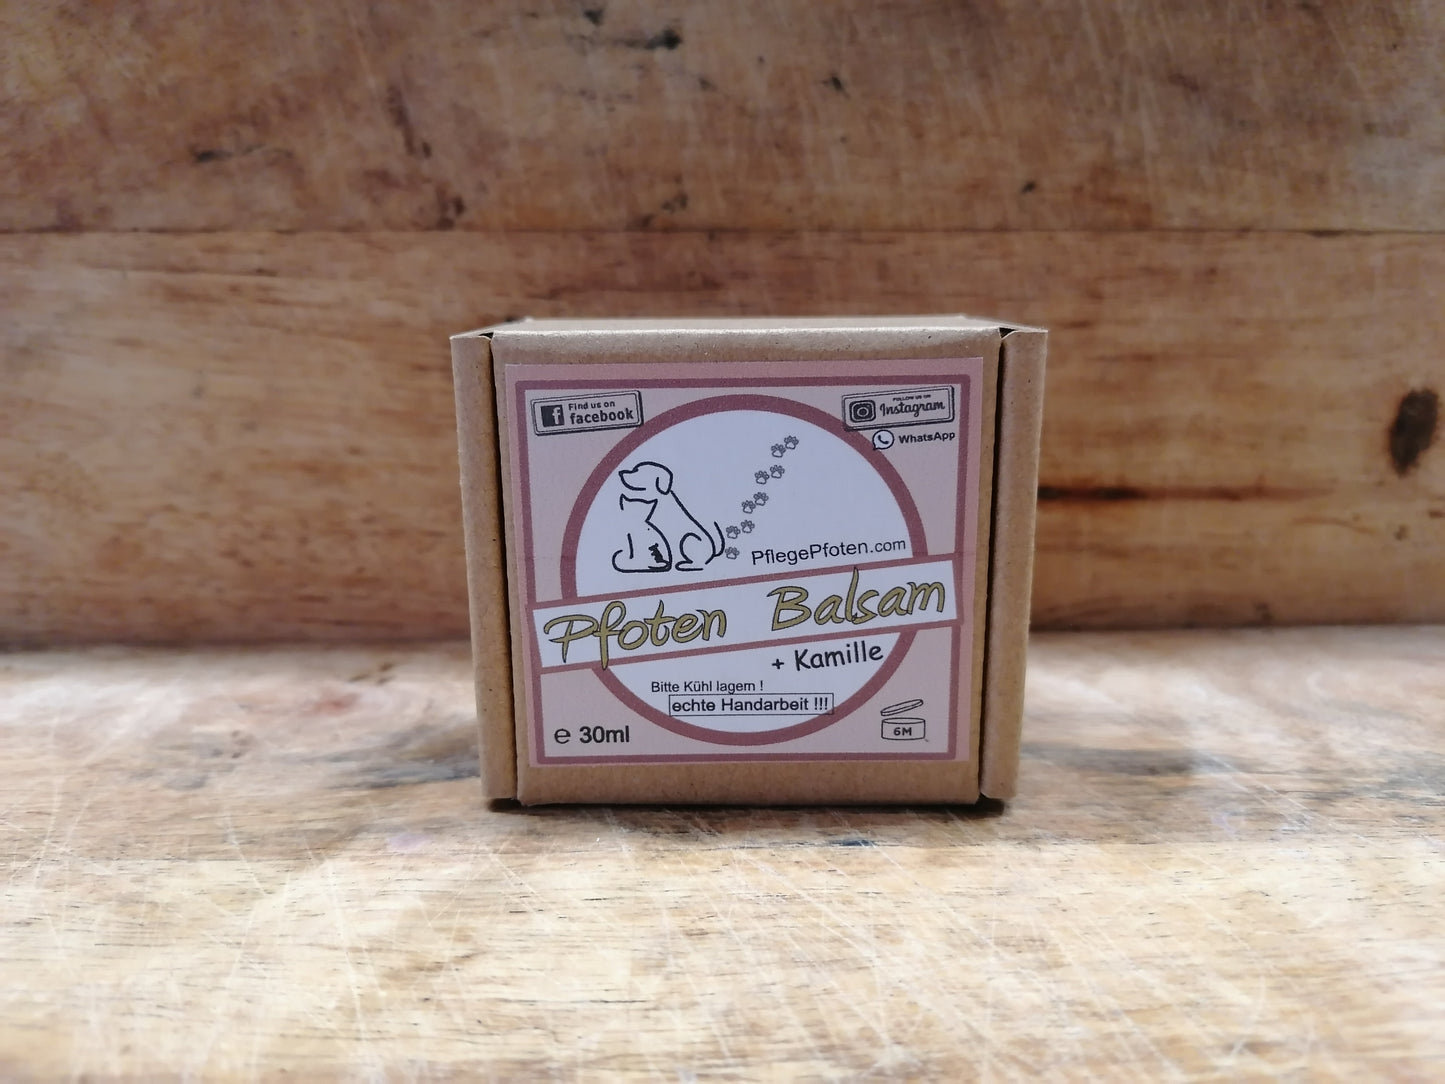 Find us on
facebook
FOLLOW US ON
Instagram
WhatsApp
PflegePfoten.com
Pfoten Balsam
+ Kamille
Bitte Kühl lagern !
echte Handarbeit !!!
e 30ml
6M